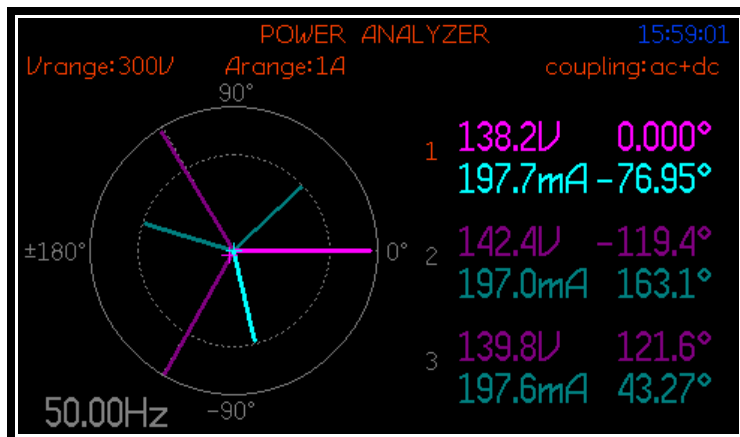 POWER ANALYZER 15:59:01
Vrange:300V Arange:1A coupling:ac+dc
90°
1 138.2V 0.000°
197.7mA -76.95°
±180° 0° 2 142.4V -119.4°
197.0mA 163.1°
3 139.8V 121.6°
197.6mA 43.27°
50.00Hz -90°